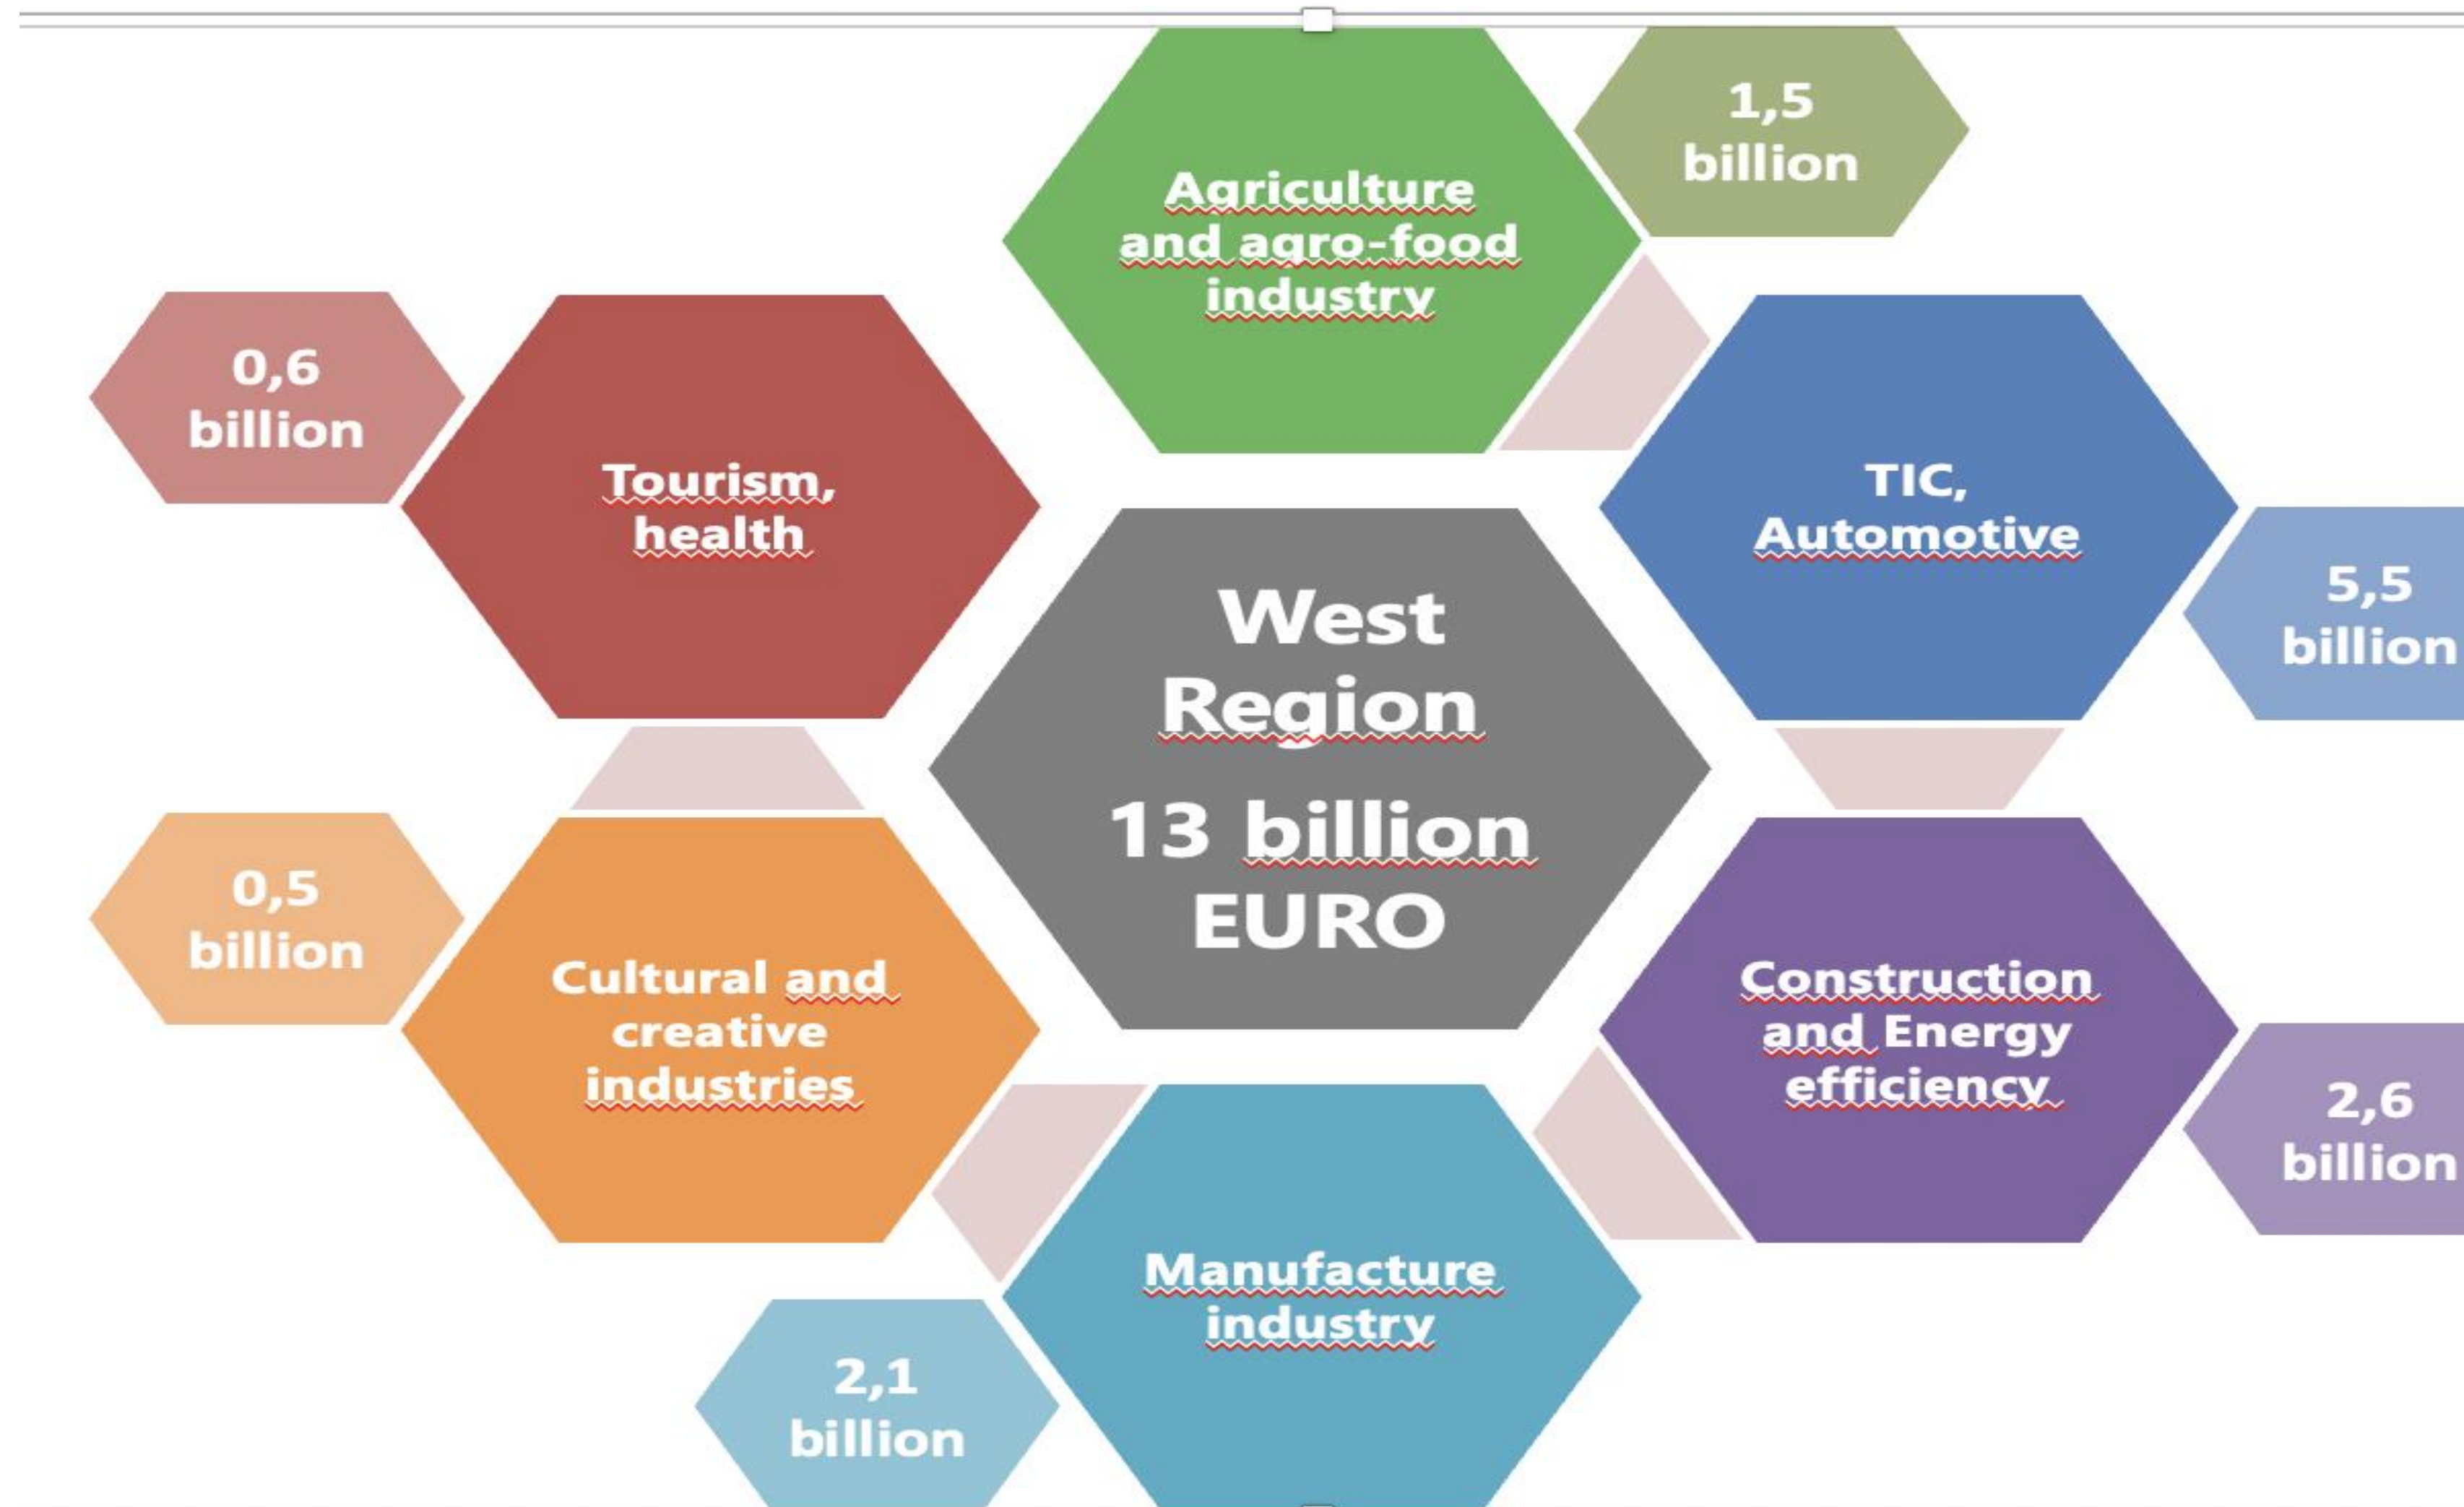 1,5
billion
Agriculture
and agro-food
industry
0,6
billion
Tourism,
health
TIC,
Automotive
5,5
billion
West
Region
13 billion
EURO
0,5
billion
Cultural and
creative
industries
Construction
and Energy
efficiency
2,6
billion
Manufacture
industry
2,1
billion